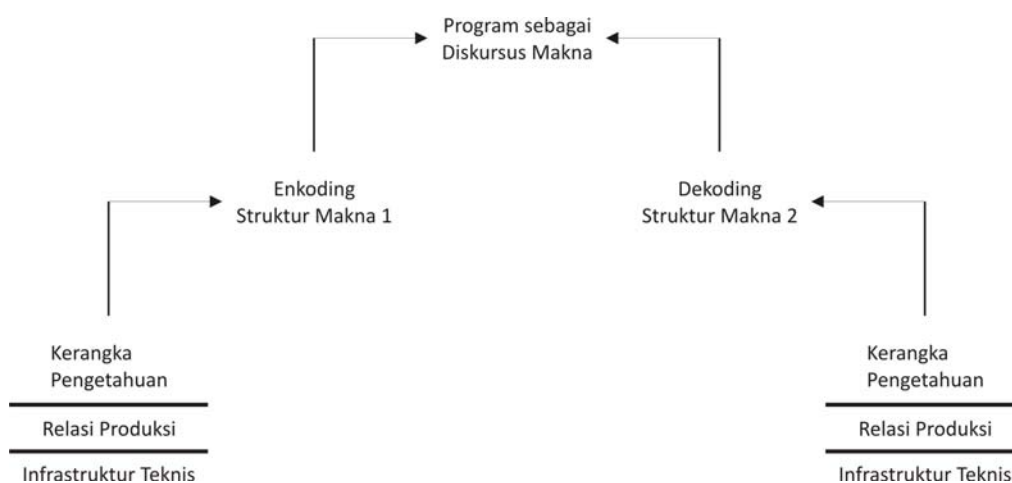 Program sebagai
Diskursus Makna
Enkoding
Struktur Makna 1
Dekoding
Struktur Makna 2
Kerangka
Pengetahuan
Relasi Produksi
Infrastruktur Teknis
Kerangka
Pengetahuan
Relasi Produksi
Infrastruktur Teknis